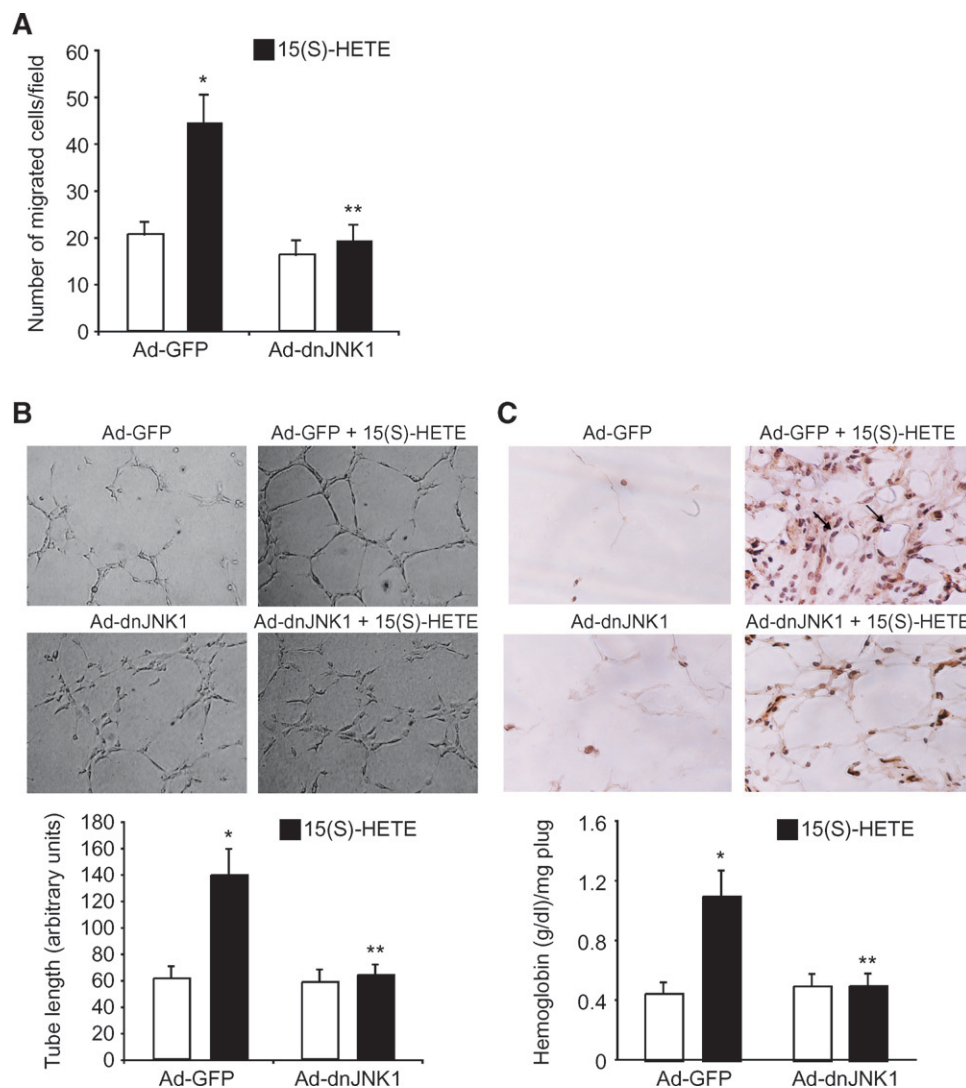 A
15(S)-HETE
Number of migrated cells/field
60
50
40
30
20
10
0
*
**
Ad-GFP Ad-dnJNK1
B
Ad-GFP Ad-GFP + 15(S)-HETE
Ad-dnJNK1 Ad-dnJNK1 + 15(S)-HETE
15(S)-HETE
Tube length (arbitrary units)
180
160
140
120
100
80
60
40
20
0
*
**
Ad-GFP Ad-dnJNK1
C
Ad-GFP Ad-GFP + 15(S)-HETE
Ad-dnJNK1 Ad-dnJNK1 + 15(S)-HETE
15(S)-HETE
Hemoglobin (g/dl)/mg plug
1.6
1.2
0.8
0.4
0
*
**
Ad-GFP Ad-dnJNK1